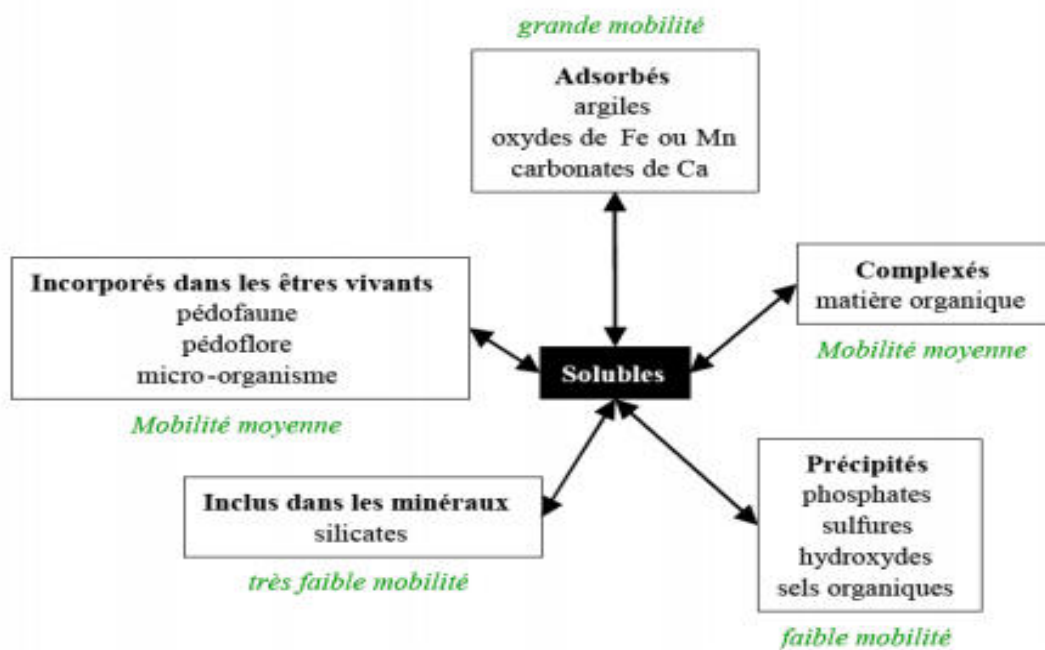 grande mobilité
Adsorbés
argiles
oxydes de Fe ou Mn
carbonates de Ca
Incorporés dans les êtres vivants
pédofaune
pédoflore
micro-organisme
Mobilité moyenne
Complexés
matière organique
Mobilité moyenne
Solubles
Inclus dans les minéraux
silicates
très faible mobilité
Précipités
phosphates
sulfures
hydroxydes
sels organiques
faible mobilité